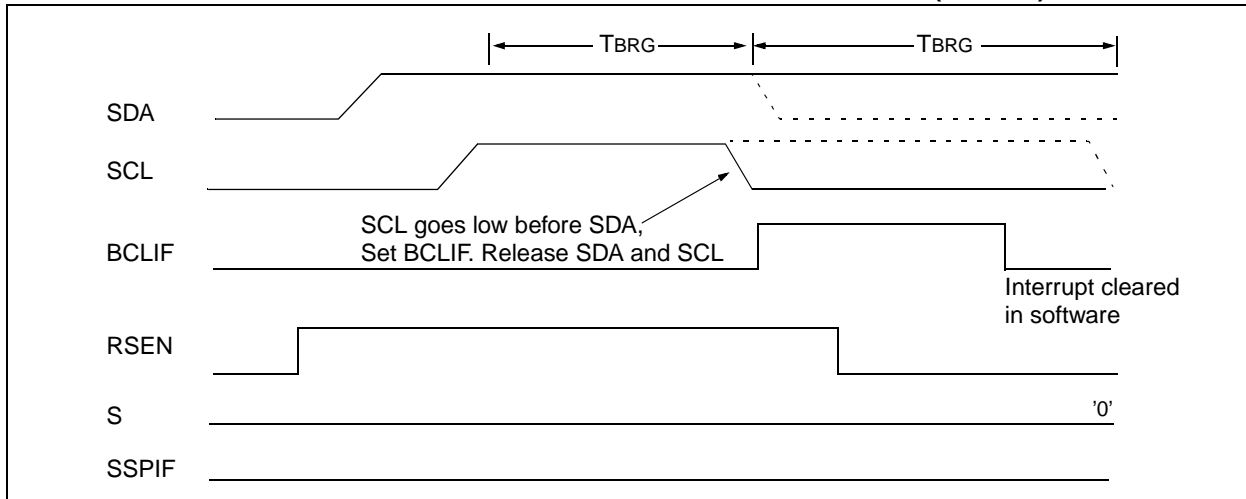 TBRG TBRG
SDA
SCL
SCL goes low before SDA,
Set BCLIF. Release SDA and SCL
BCLIF
Interrupt cleared
in software
RSEN
S '0'
SSPIF